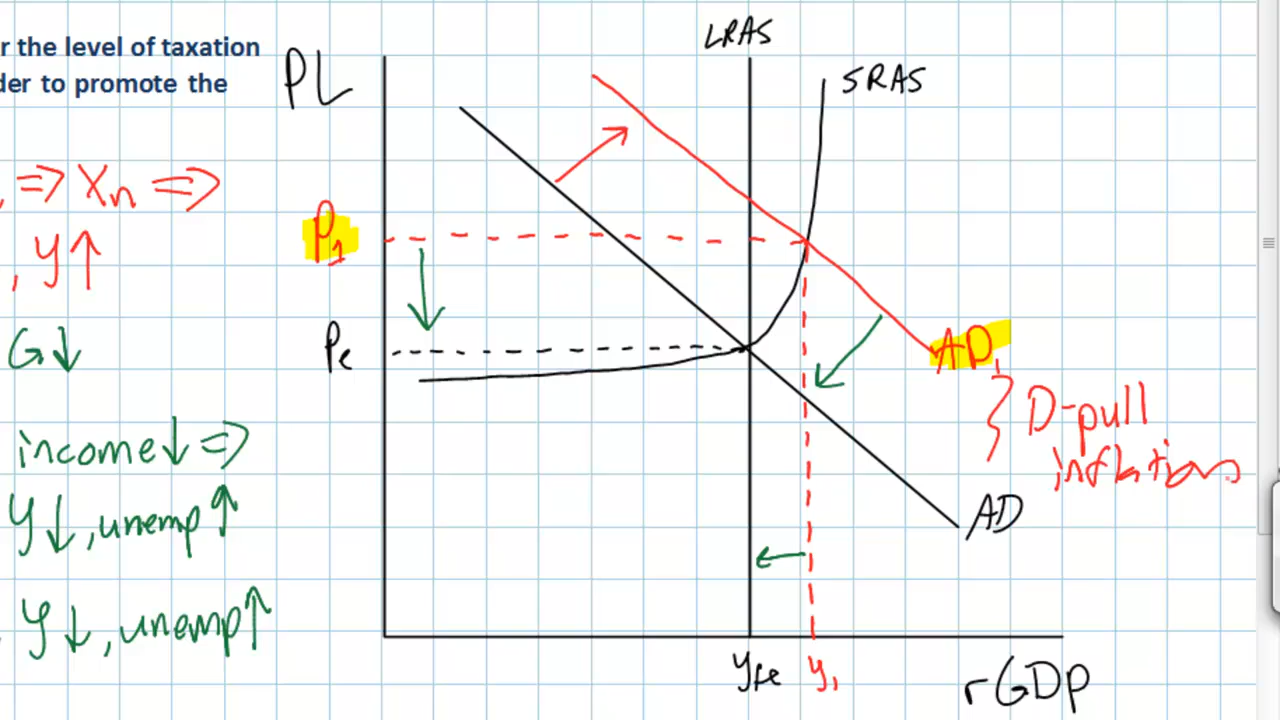 r the level of taxation
der to promote the
⇒ Xn ⇒
, Y↑
G↓
income↓ ⇒
Y↓, unemp↑
Y↓, unemp↑
PL
LRAS
SRAS
P1
Pe
AD1
} D-pull
inflation
AD
Yfe
Y1
rGDP